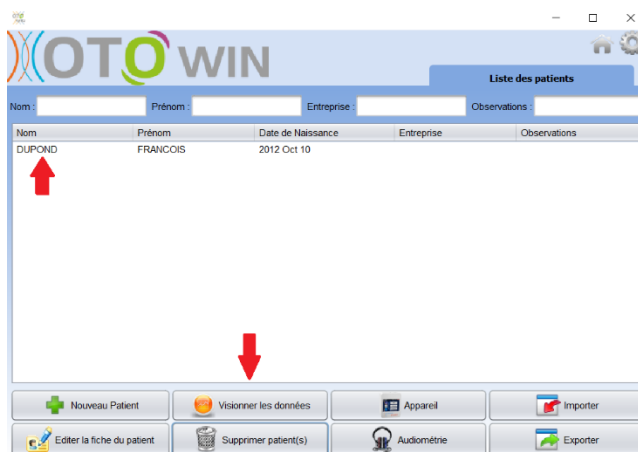 OTO WIN
Liste des patients
Nom : Prénom : Entreprise : Observations :
Nom Prénom Date de Naissance Entreprise Observations
DUPOND FRANCOIS 2012 Oct 10
Nouveau Patient Visionner les données Appareil Importer
Editer la fiche du patient Supprimer patient(s) Audiométrie Exporter